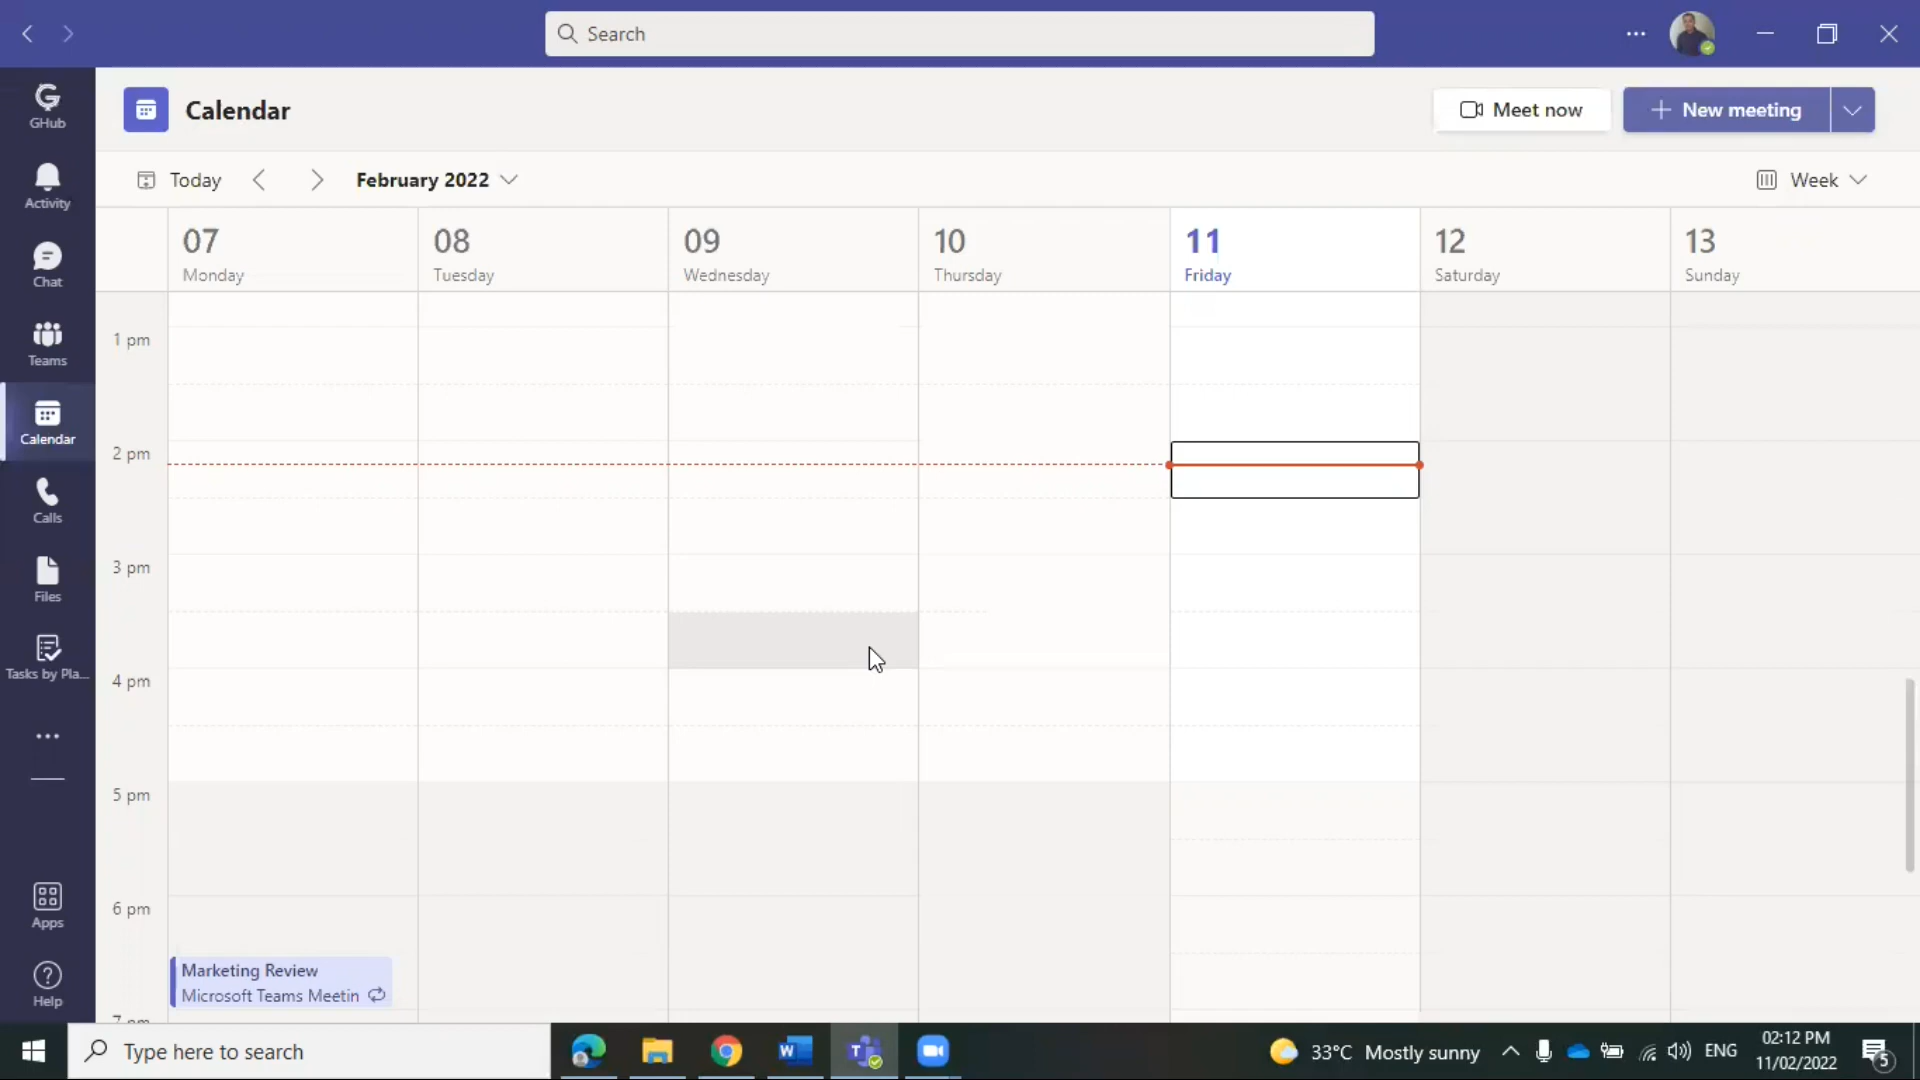 Search
GHub
Calendar
Meet now
New meeting
Activity
Today
February 2022
Week
07
Monday
08
Tuesday
09
Wednesday
10
Thursday
11
Friday
12
Saturday
13
Sunday
Chat
Teams
Calendar
Calls
Files
Tasks by Pla...
Apps
Help
1 pm
2 pm
3 pm
4 pm
5 pm
6 pm
Marketing Review
Microsoft Teams Meetin
7 pm
Type here to search
33°C Mostly sunny
ENG
02:12 PM
11/02/2022
5